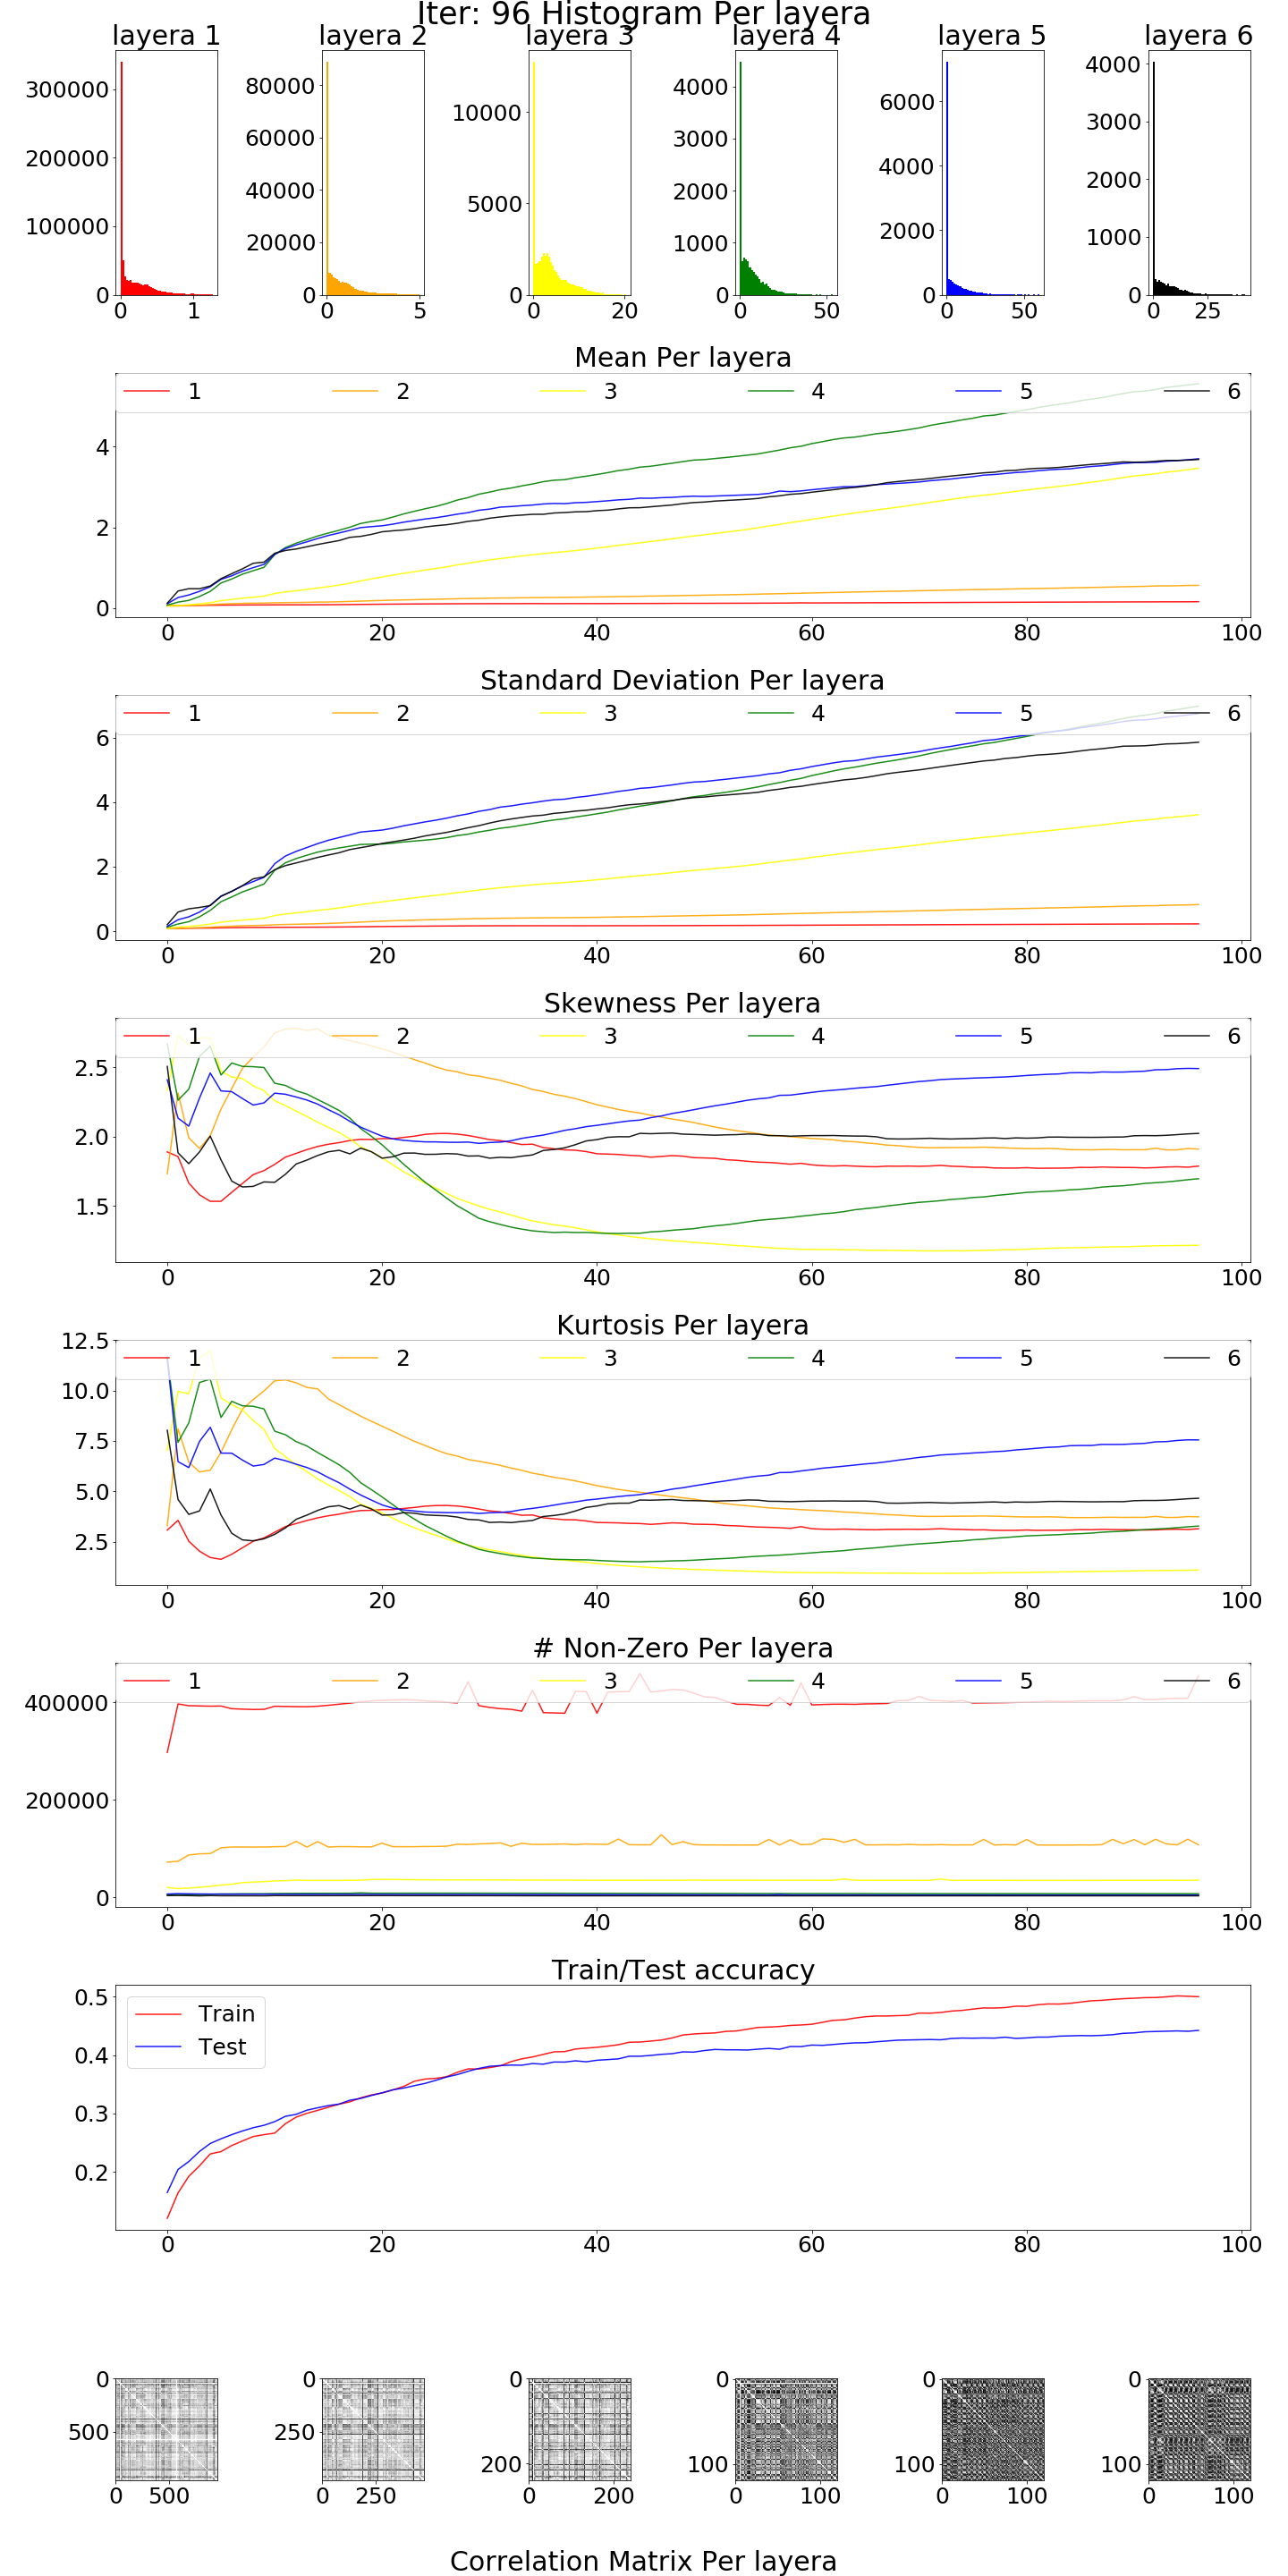 Iter: 96 Histogram Per layera
layera 1 layera 2 layera 3 layera 4 layera 5 layera 6
300000 200000 100000 0 0 1
80000 60000 40000 20000 0 0 5
10000 5000 0 0 20
4000 3000 2000 1000 0 0 50
6000 4000 2000 0 0 50
4000 3000 2000 1000 0 0 25
Mean Per layera
1 2 3 4 5 6
4
2
0
0 20 40 60 80 100
Standard Deviation Per layera
1 2 3 4 5 6
6
4
2
0
0 20 40 60 80 100
Skewness Per layera
1 2 3 4 5 6
2.5
2.0
1.5
0 20 40 60 80 100
Kurtosis Per layera
12.5
1 2 3 4 5 6
10.0
7.5
5.0
2.5
0 20 40 60 80 100
# Non-Zero Per layera
1 2 3 4 5 6
400000
200000
0
0 20 40 60 80 100
Train/Test accuracy
0.5
Train
Test
0.4
0.3
0.2
0 20 40 60 80 100
0 0 0 0 0 0
500 250 200 100 100 100
0 500 0 250 0 200 0 100 0 100 0 100
Correlation Matrix Per layera